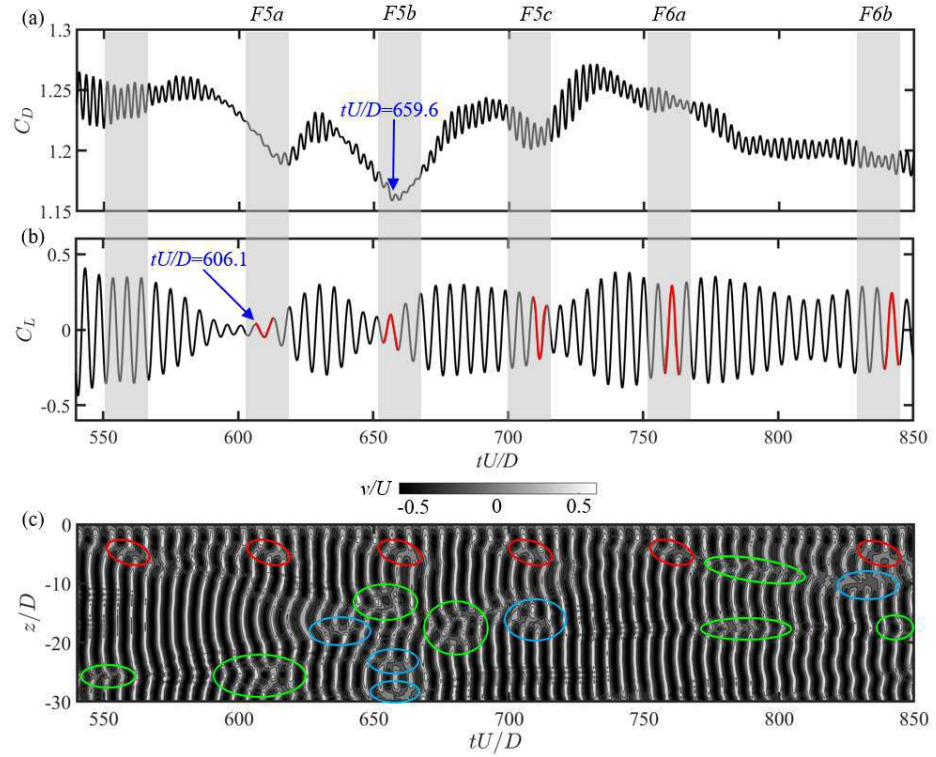 F5a F5b F5c F6a F6b
(a)
1.3
1.25
1.2
1.15
C_D
tU/D=659.6
(b)
0.5
0
-0.5
C_L
tU/D=606.1
550 600 650 700 750 800 850
tU/D
v/U
-0.5 0 0.5
(c)
0
-10
-20
-30
z/D
550 600 650 700 750 800 850
tU/D